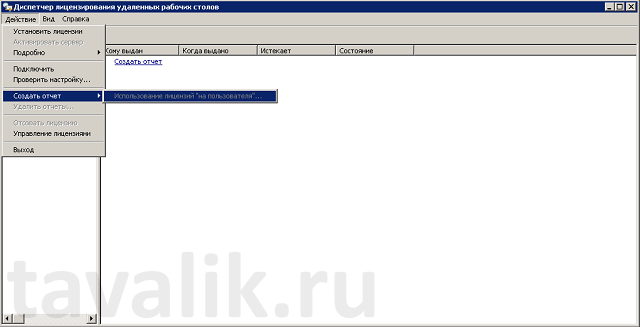 Диспетчер лицензирования удаленных рабочих столов
Действие Вид Справка
Установить лицензии
Активировать сервер
Подробно
Подключить
Проверить настройку...
Создать отчет
Удалить отчеты...
Отозвать лицензию
Управление лицензиями
Выход
Использование лицензий "на пользователя"...
Кому выдан Когда выдано Истекает Состояние
Создать отчет
tavalik.ru